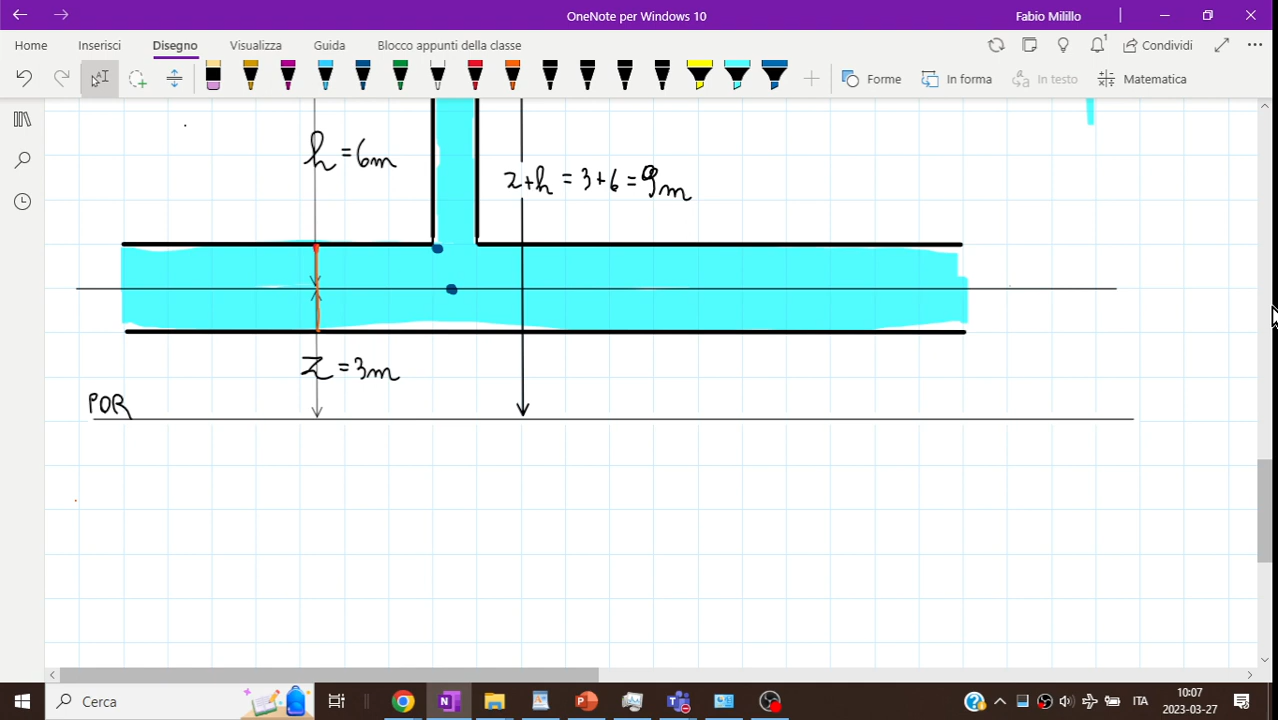 OneNote per Windows 10
Fabio Milillo
Home Inserisci Disegno Visualizza Guida Blocco appunti della classe
Condividi
Forme In forma In testo Matematica
h = 6m
z+h = 3+6 = 9m
Z = 3m
POR
Cerca
ITA
10:07
2023-03-27